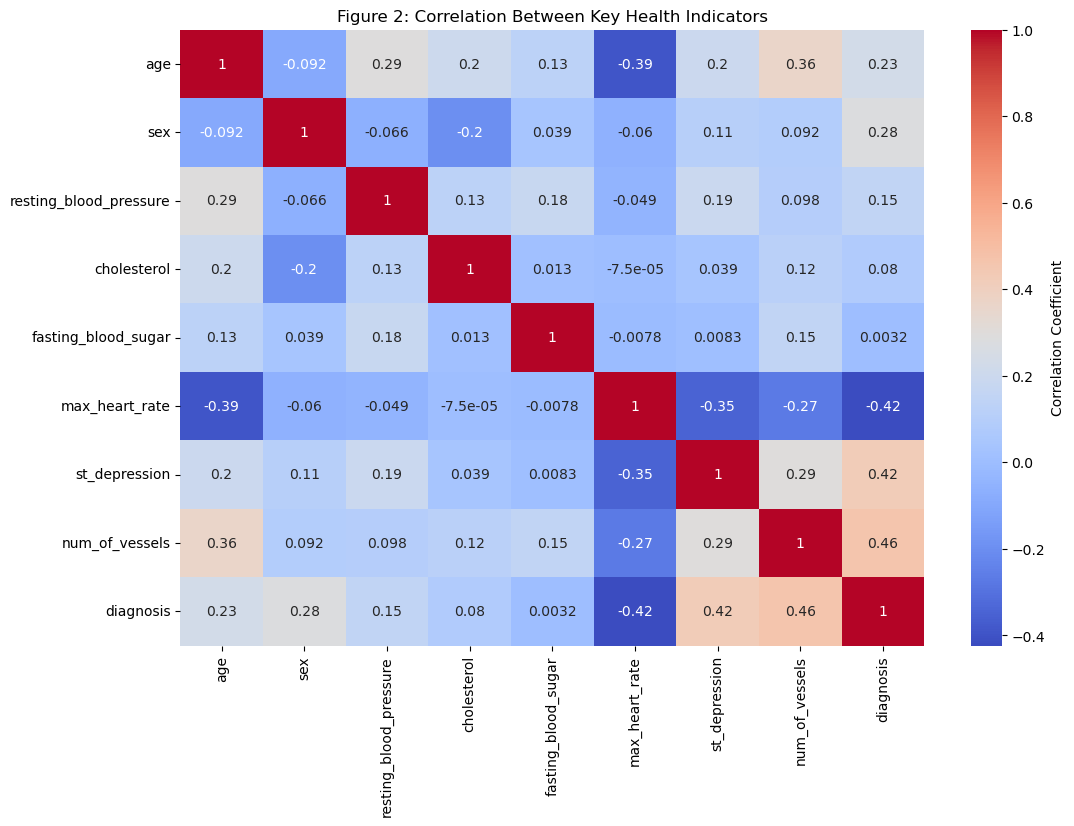 Figure 2: Correlation Between Key Health Indicators
age 1 -0.092 0.29 0.2 0.13 -0.39 0.2 0.36 0.23
sex -0.092 1 -0.066 -0.2 0.039 -0.06 0.11 0.092 0.28
resting_blood_pressure 0.29 -0.066 1 0.13 0.18 -0.049 0.19 0.098 0.15
cholesterol 0.2 -0.2 0.13 1 0.013 -7.5e-05 0.039 0.12 0.08
fasting_blood_sugar 0.13 0.039 0.18 0.013 1 -0.0078 0.0083 0.15 0.0032
max_heart_rate -0.39 -0.06 -0.049 -7.5e-05 -0.0078 1 -0.35 -0.27 -0.42
st_depression 0.2 0.11 0.19 0.039 0.0083 -0.35 1 0.29 0.42
num_of_vessels 0.36 0.092 0.098 0.12 0.15 -0.27 0.29 1 0.46
diagnosis 0.23 0.28 0.15 0.08 0.0032 -0.42 0.42 0.46 1
age
sex
resting_blood_pressure
cholesterol
fasting_blood_sugar
max_heart_rate
st_depression
num_of_vessels
diagnosis
1.0
0.8
0.6
0.4
0.2
0.0
−0.2
−0.4
Correlation Coefficient